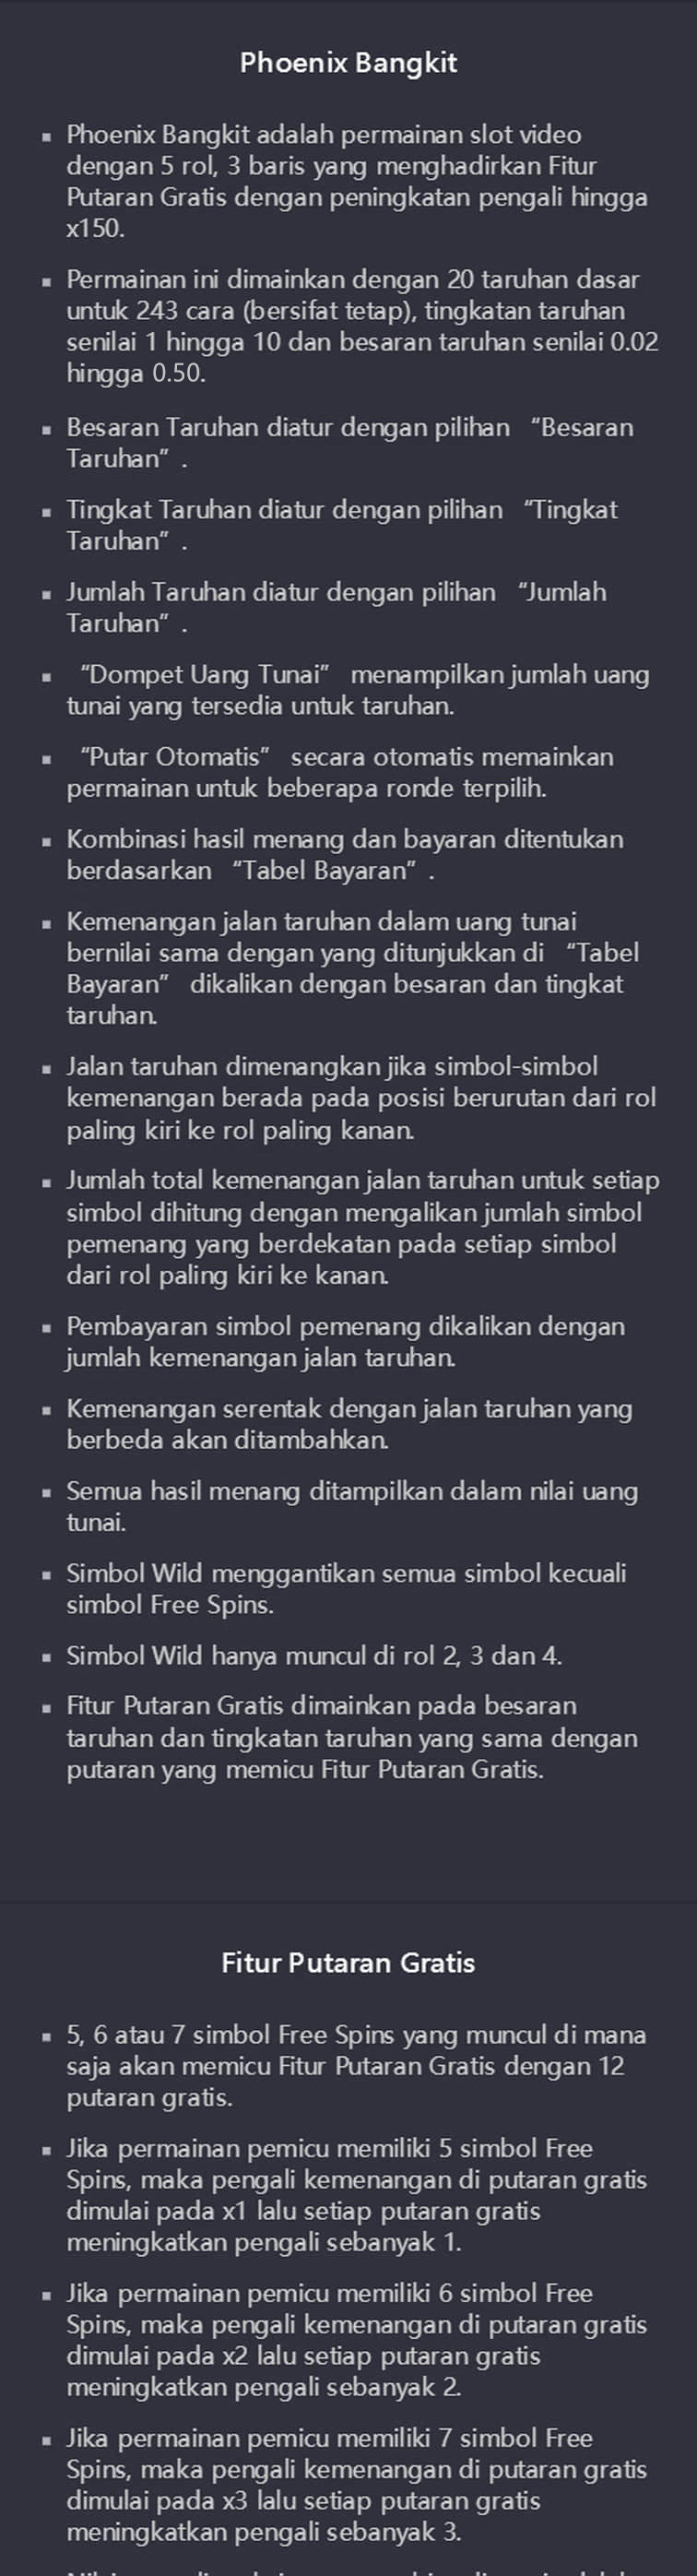 Phoenix Bangkit
▪ Phoenix Bangkit adalah permainan slot video
dengan 5 rol, 3 baris yang menghadirkan Fitur
Putaran Gratis dengan peningkatan pengali hingga
x150.
▪ Permainan ini dimainkan dengan 20 taruhan dasar
untuk 243 cara (bersifat tetap), tingkatan taruhan
senilai 1 hingga 10 dan besaran taruhan senilai 0.02
hingga 0.50.
▪ Besaran Taruhan diatur dengan pilihan “Besaran
Taruhan” .
▪ Tingkat Taruhan diatur dengan pilihan “Tingkat
Taruhan” .
▪ Jumlah Taruhan diatur dengan pilihan “Jumlah
Taruhan” .
▪ “Dompet Uang Tunai” menampilkan jumlah uang
tunai yang tersedia untuk taruhan.
▪ “Putar Otomatis” secara otomatis memainkan
permainan untuk beberapa ronde terpilih.
▪ Kombinasi hasil menang dan bayaran ditentukan
berdasarkan “Tabel Bayaran” .
▪ Kemenangan jalan taruhan dalam uang tunai
bernilai sama dengan yang ditunjukkan di “Tabel
Bayaran” dikalikan dengan besaran dan tingkat
taruhan.
▪ Jalan taruhan dimenangkan jika simbol-simbol
kemenangan berada pada posisi berurutan dari rol
paling kiri ke rol paling kanan.
▪ Jumlah total kemenangan jalan taruhan untuk setiap
simbol dihitung dengan mengalikan jumlah simbol
pemenang yang berdekatan pada setiap simbol
dari rol paling kiri ke kanan.
▪ Pembayaran simbol pemenang dikalikan dengan
jumlah kemenangan jalan taruhan.
▪ Kemenangan serentak dengan jalan taruhan yang
berbeda akan ditambahkan.
▪ Semua hasil menang ditampilkan dalam nilai uang
tunai.
▪ Simbol Wild menggantikan semua simbol kecuali
simbol Free Spins.
▪ Simbol Wild hanya muncul di rol 2, 3 dan 4.
▪ Fitur Putaran Gratis dimainkan pada besaran
taruhan dan tingkatan taruhan yang sama dengan
putaran yang memicu Fitur Putaran Gratis.
Fitur Putaran Gratis
▪ 5, 6 atau 7 simbol Free Spins yang muncul di mana
saja akan memicu Fitur Putaran Gratis dengan 12
putaran gratis.
▪ Jika permainan pemicu memiliki 5 simbol Free
Spins, maka pengali kemenangan di putaran gratis
dimulai pada x1 lalu setiap putaran gratis
meningkatkan pengali sebanyak 1.
▪ Jika permainan pemicu memiliki 6 simbol Free
Spins, maka pengali kemenangan di putaran gratis
dimulai pada x2 lalu setiap putaran gratis
meningkatkan pengali sebanyak 2.
▪ Jika permainan pemicu memiliki 7 simbol Free
Spins, maka pengali kemenangan di putaran gratis
dimulai pada x3 lalu setiap putaran gratis
meningkatkan pengali sebanyak 3.